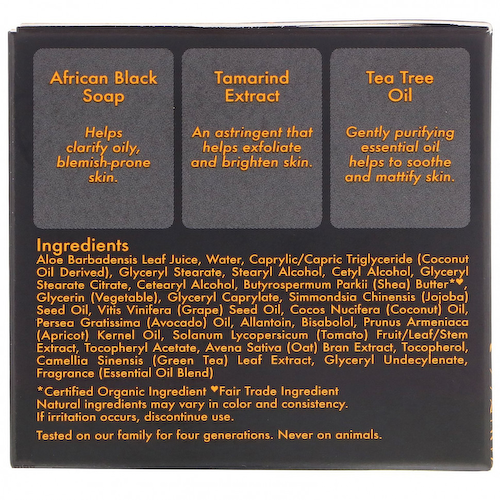 African Black
Soap
Helps
clarify oily,
blemish-prone
skin.
Tamarind
Extract
An astringent that
helps exfoliate
and brighten skin.
Tea Tree
Oil
Gently purifying
essential oil
helps to soothe
and mattify skin.
Ingredients
Aloe Barbadensis Leaf Juice, Water, Caprylic/Capric Triglyceride (Coconut
Oil Derived), Glyceryl Stearate, Stearyl Alcohol, Cetyl Alcohol, Glyceryl
Stearate Citrate, Cetearyl Alcohol, Butyrospermum Parkii (Shea) Butter*♥,
Glycerin (Vegetable), Glyceryl Caprylate, Simmondsia Chinensis (Jojoba)
Seed Oil, Vitis Vinifera (Grape) Seed Oil, Cocos Nucifera (Coconut) Oil,
Persea Gratissima (Avocado) Oil, Allantoin, Bisabolol, Prunus Armeniaca
(Apricot) Kernel Oil, Solanum Lycopersicum (Tomato) Fruit/Leaf/Stem
Extract, Tocopheryl Acetate, Avena Sativa (Oat) Bran Extract, Tocopherol,
Camellia Sinensis (Green Tea) Leaf Extract, Glyceryl Undecylenate,
Fragrance (Essential Oil Blend)
*Certified Organic Ingredient ♥Fair Trade Ingredient
Natural ingredients may vary in color and consistency.
If irritation occurs, discontinue use.
Tested on our family for four generations. Never on animals.